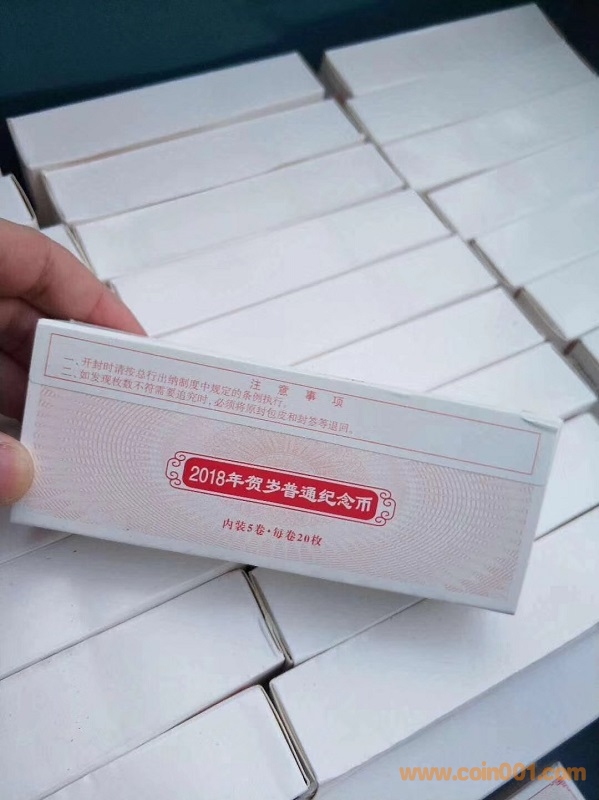 注意事项
一、开封时请按总行出纳制度中规定的条例执行。
二、如发现枚数不符需要追究时，必须将原封包皮和封签等退回。
2018年贺岁普通纪念币
内装5卷·每卷20枚
www.coin001.com